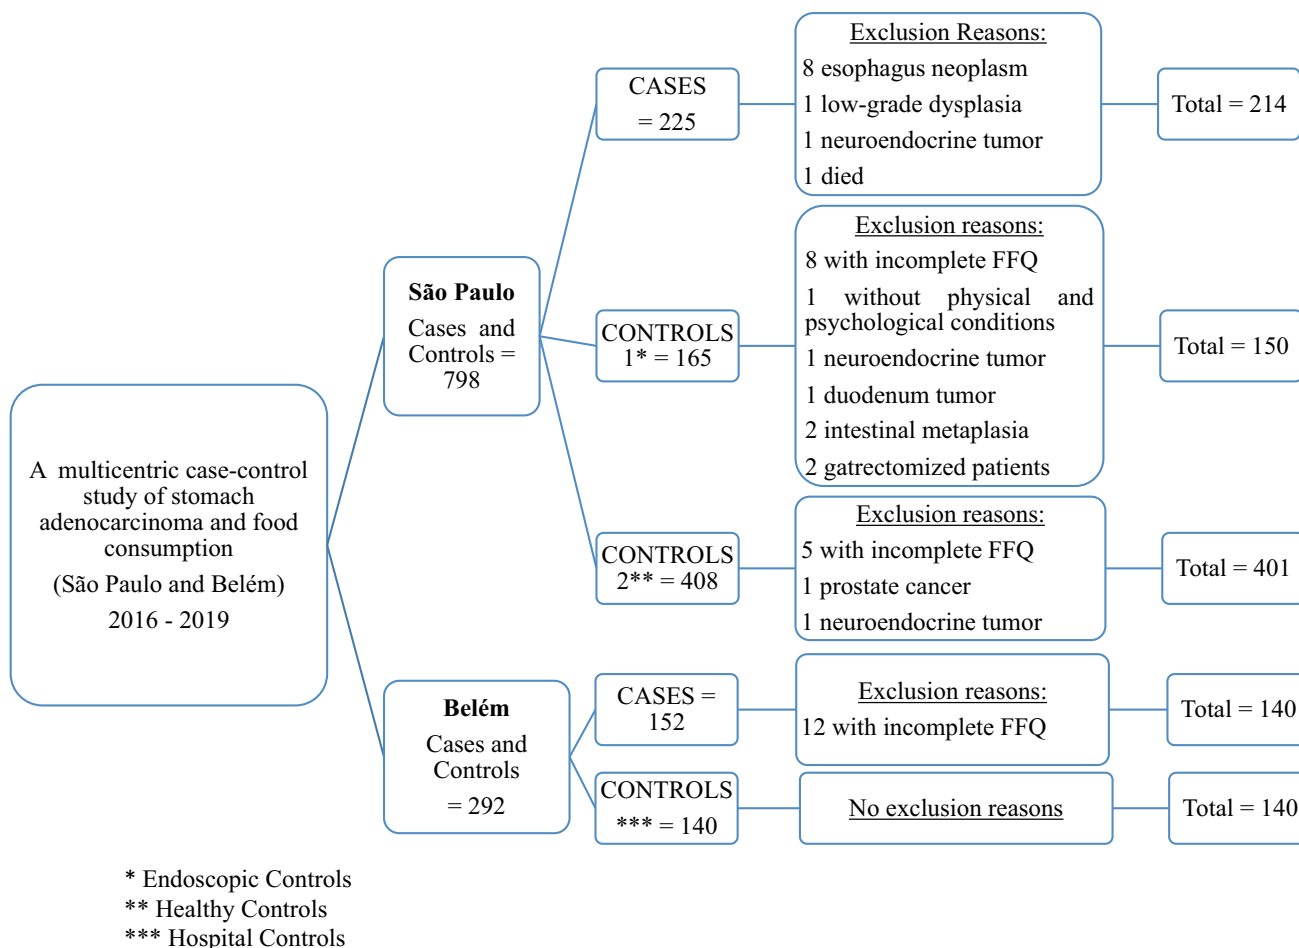 A multicentric case-control
study of stomach
adenocarcinoma and food
consumption
(São Paulo and Belém)
2016 - 2019
São Paulo
Cases and
Controls =
798
CASES
= 225
Exclusion Reasons:
8 esophagus neoplasm
1 low-grade dysplasia
1 neuroendocrine tumor
1 died
Total = 214
CONTROLS
1* = 165
Exclusion reasons:
8 with incomplete FFQ
1 without physical and
psychological conditions
1 neuroendocrine tumor
1 duodenum tumor
2 intestinal metaplasia
2 gatrectomized patients
Total = 150
CONTROLS
2** = 408
Exclusion reasons:
5 with incomplete FFQ
1 prostate cancer
1 neuroendocrine tumor
Total = 401
Belém
Cases and
Controls
= 292
CASES =
152
Exclusion reasons:
12 with incomplete FFQ
Total = 140
CONTROLS
*** = 140
No exclusion reasons
Total = 140
* Endoscopic Controls
** Healthy Controls
*** Hospital Controls